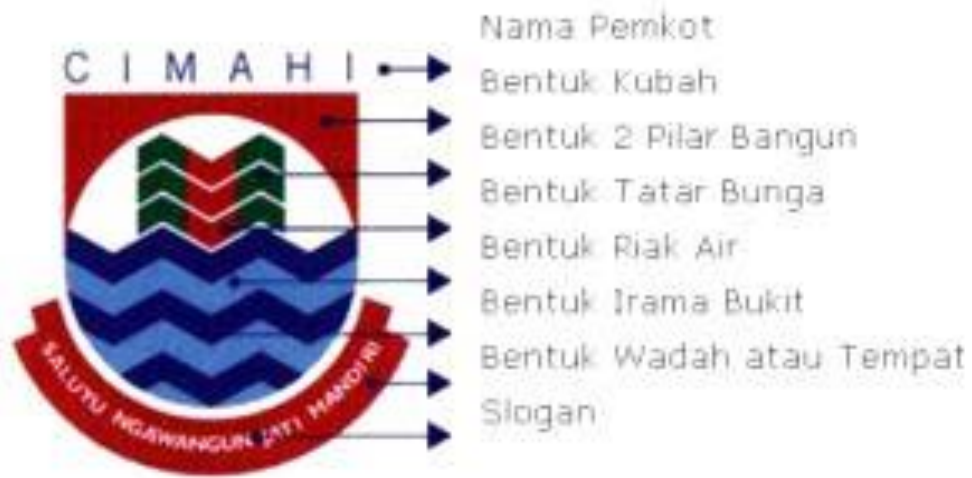 CIMAHI
SALUYU NGAWANGUN JATI MANDIRI
Nama Pemkot
Bentuk Kubah
Bentuk 2 Pilar Bangun
Bentuk Tatar Bunga
Bentuk Riak Air
Bentuk Irama Bukit
Bentuk Wadah atau Tempat
Slogan